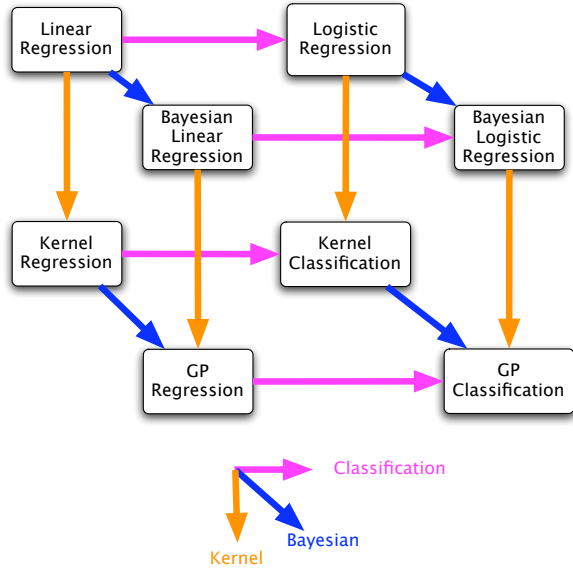 Linear
Regression
Logistic
Regression
Bayesian
Linear
Regression
Bayesian
Logistic
Regression
Kernel
Regression
Kernel
Classification
GP
Regression
GP
Classification
Classification
Bayesian
Kernel